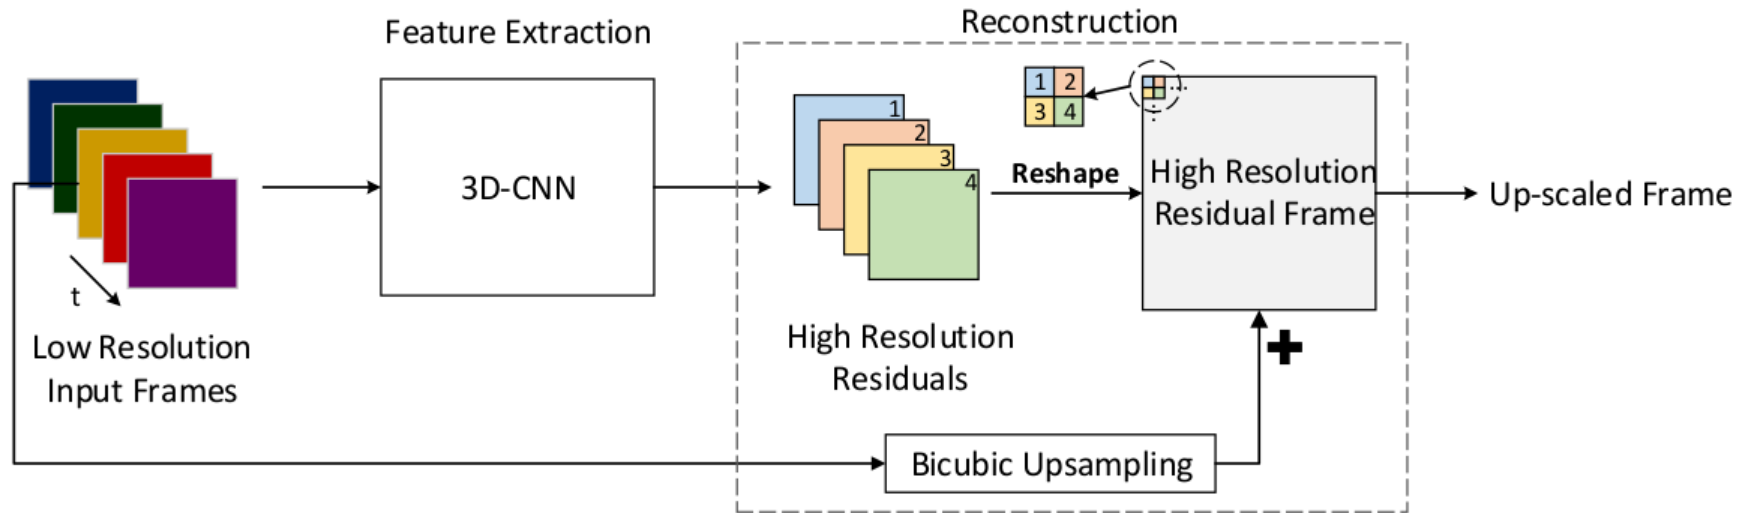 Feature Extraction
Reconstruction
1 2
3 4
1
2
3
4
3D-CNN
Reshape
High Resolution
Residual Frame
Up-scaled Frame
t
Low Resolution
Input Frames
High Resolution
Residuals
Bicubic Upsampling